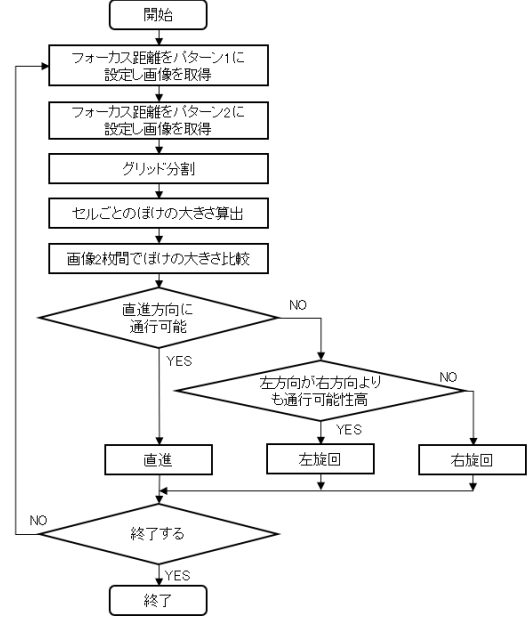 開始
フォーカス距離をパターン1に
設定し画像を取得
フォーカス距離をパターン2に
設定し画像を取得
グリッド分割
セルごとのぼけの大きさ算出
画像2枚間でぼけの大きさ比較
直進方向に
通行可能
NO
YES
左方向が右方向より
も通行可能性高
NO
YES
直進
左旋回
右旋回
NO
終了する
YES
終了